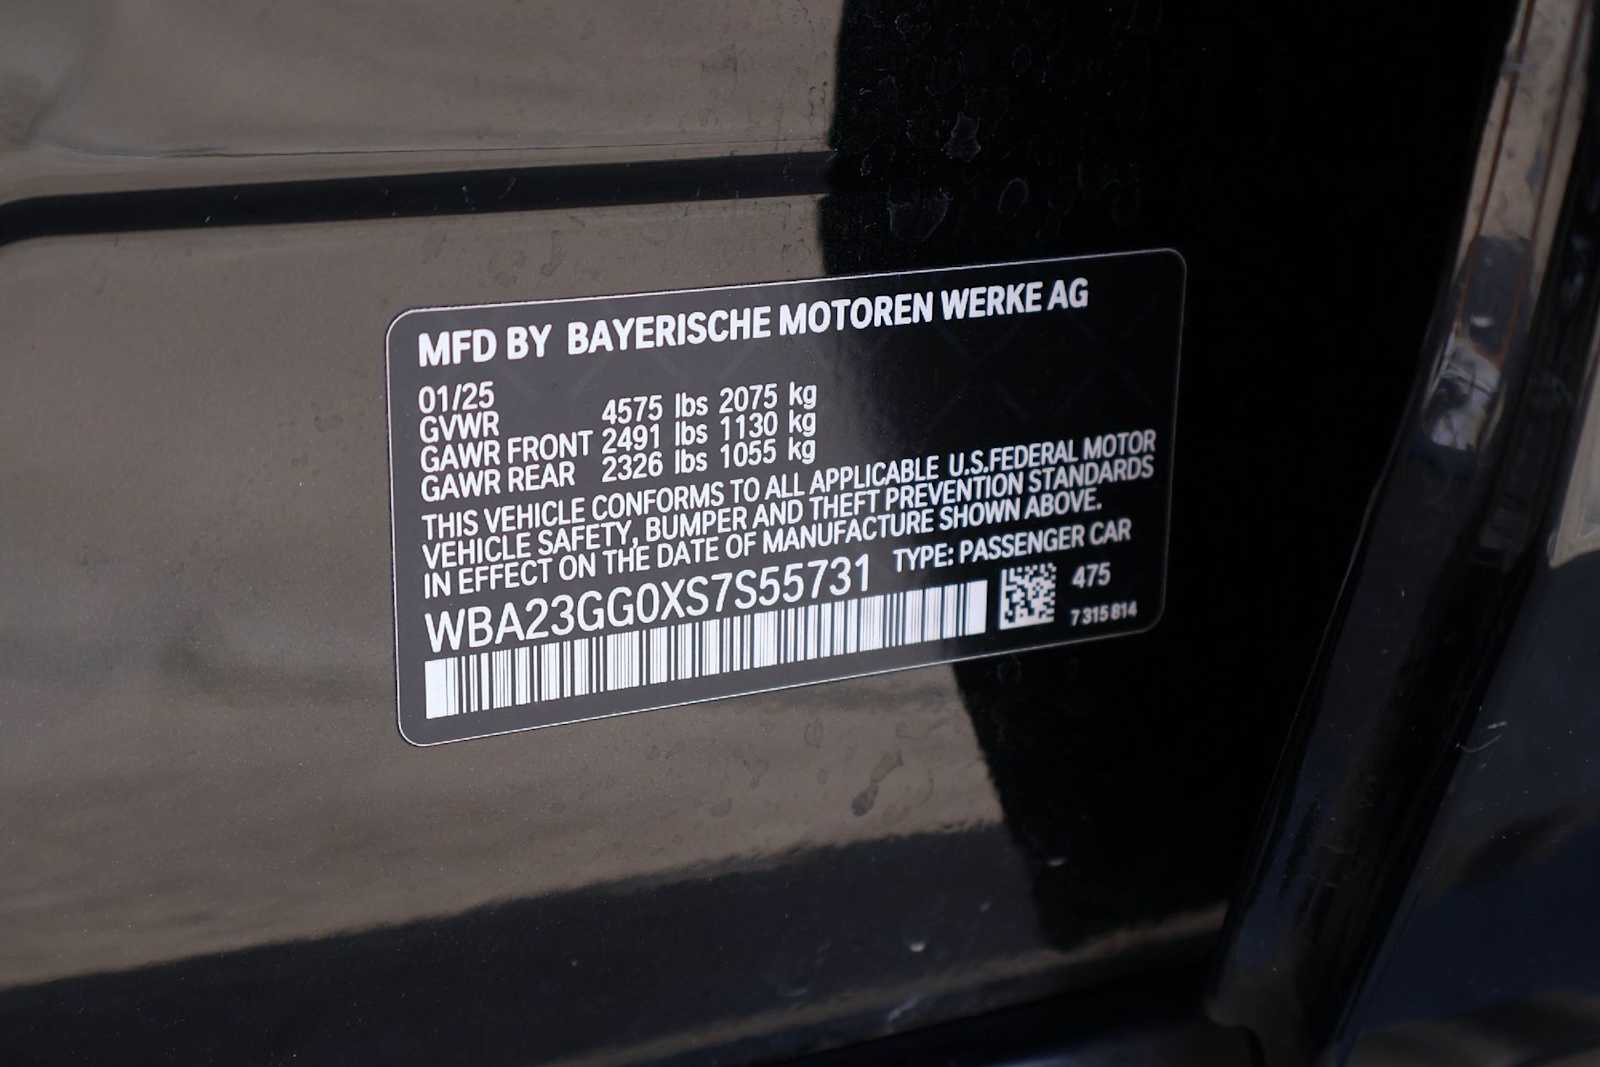 MFD BY BAYERISCHE MOTOREN WERKE AG
01/25
GVWR 4575 lbs 2075 kg
GAWR FRONT 2491 lbs 1130 kg
GAWR REAR 2326 lbs 1055 kg
THIS VEHICLE CONFORMS TO ALL APPLICABLE U.S.FEDERAL MOTOR
VEHICLE SAFETY, BUMPER AND THEFT PREVENTION STANDARDS
IN EFFECT ON THE DATE OF MANUFACTURE SHOWN ABOVE.
WBA23GG0XS7S55731 TYPE: PASSENGER CAR
475
7 315 814